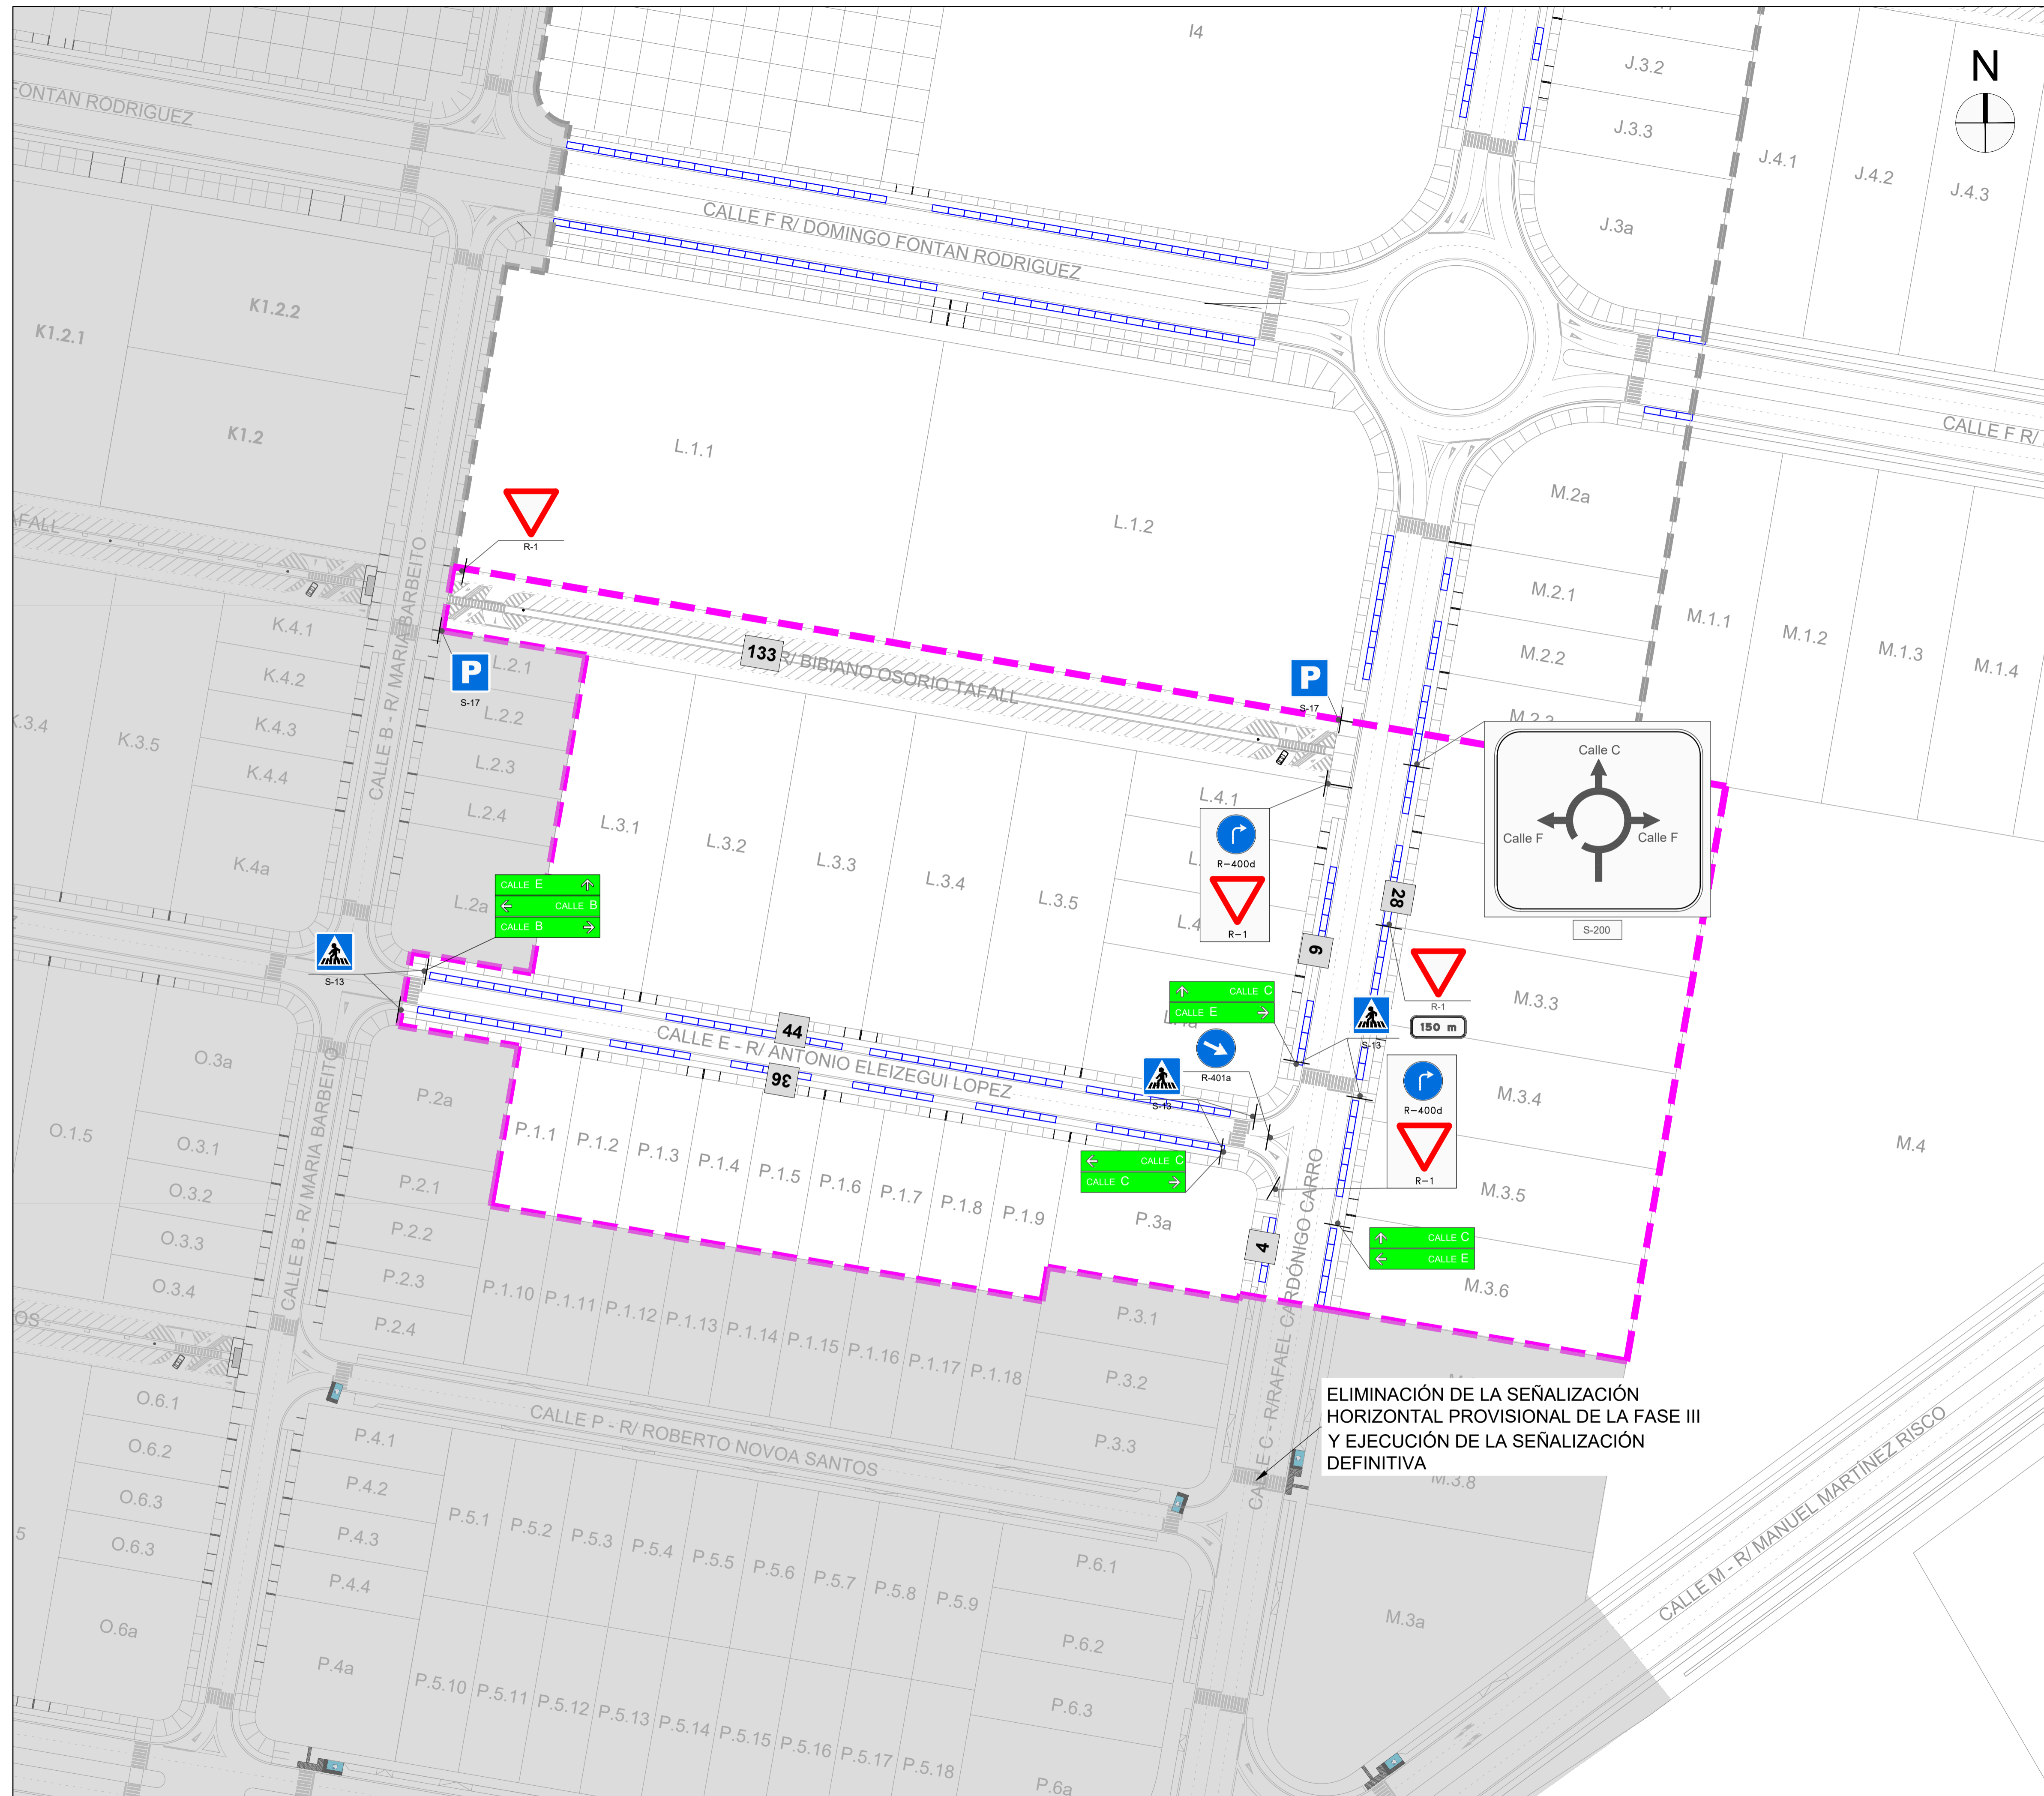 I4
J.3.2
N
FONTAN RODRIGUEZ
J.3.3
J.4.1
J.4.2
J.4.3
CALLE F R/ DOMINGO FONTAN RODRIGUEZ
J.3a
K1.2.2
K1.2.1
CALLE F R/
K1.2
L.1.1
M.2a
L.1.2
R-1
M.2.1
M.1.1
M.1.2
M.1.3
M.1.4
M.2.2
CALLE B - R/ MARIA BARBEITO
K.4.1
133
R/ BIBIANO OSORIO TAFALL
L.2.1
P
S-17
P
S-17
K.4.2
L.2.2
K.4.3
K.3.5
L.2.3
K.4.4
L.2.4
Calle C
Calle F
Calle F
S-200
L.4.1
R-400d
R-1
L.3.1
L.3.2
L.3.3
L.3.4
L.3.5
K.4a
L.2a
CALLE E
CALLE B
CALLE B
28
6
S-13
R-1
150 m
M.3.3
CALLE C
CALLE E
S-13
44
CALLE E - R/ ANTONIO ELEIZEGUI LOPEZ
36
R-401a
S-13
R-400d
R-1
O.3a
P.2a
M.3.4
O.1.5
O.3.1
P.1.1
P.1.2
P.1.3
P.1.4
P.1.5
P.1.6
P.1.7
P.1.8
P.1.9
M.4
CALLE C
CALLE C
P.2.1
O.3.2
M.3.5
P.3a
P.2.2
O.3.3
CALLE B - R/ MARIA BARBEITO
4
CALLE C
CALLE E
P.2.3
O.3.4
P.2.4
M.3.6
P.1.10
P.1.11
P.1.12
P.1.13
P.1.14
P.1.15
P.1.16
P.1.17
P.1.18
P.3.1
P.3.2
P.3.3
CALLE C - R/RAFAEL CARDÓNIGO CARRO
ELIMINACIÓN DE LA SEÑALIZACIÓN
HORIZONTAL PROVISIONAL DE LA FASE III
Y EJECUCIÓN DE LA SEÑALIZACIÓN
DEFINITIVA
M.3.8
O.6.1
CALLE P - R/ ROBERTO NOVOA SANTOS
P.4.1
O.6.2
P.4.2
O.6.3
P.4.3
O.6.3
P.4.4
P.5.1
P.5.2
P.5.3
P.5.4
P.5.5
P.5.6
P.5.7
P.5.8
P.5.9
P.6.1
CALLE M - R/ MANUEL MARTÍNEZ RISCO
O.6a
M.3a
P.6.2
P.4a
P.5.10
P.5.11
P.5.12
P.5.13
P.5.14
P.5.15
P.5.16
P.5.17
P.5.18
P.6.3
P.6a